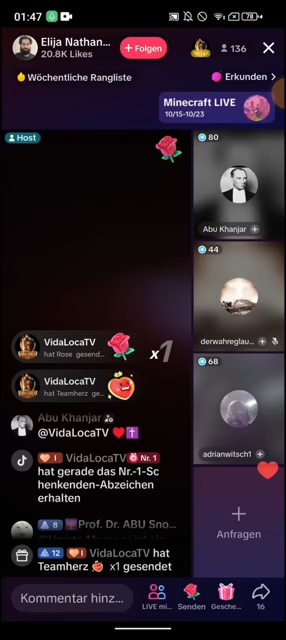 01:47
78
Elija Nathan...
20.8K Likes
+ Folgen
136
Wöchentliche Rangliste
Erkunden >
Minecraft LIVE
10/15-10/23
Host
80
Abu Khanjar
44
derwahreglau...
68
adrianwitsch1
Anfragen
VidaLocaTV
hat Rose gesend...
x1
VidaLocaTV
hat Teamherz ge...
Abu Khanjar
@VidaLocaTV ❤️✝️
I VidaLocaTV Nr. 1
hat gerade das Nr.-1-Sc
henkenden-Abzeichen
erhalten
8 Prof. Dr. ABU Sno...
12 I VidaLocaTV hat
Teamherz x1 gesendet
Kommentar hinz...
LIVE mi...
Senden
Gesche...
16